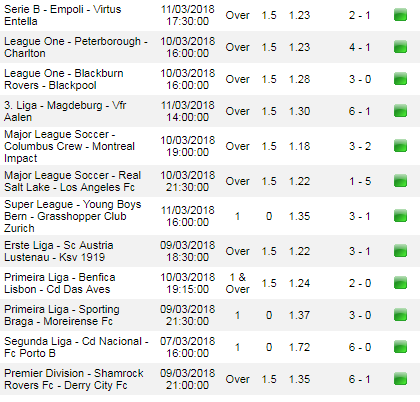 Serie B - Empoli - Virtus Entella 11/03/2018 17:30:00 Over 1.5 1.23 2 - 1
League One - Peterborough - Charlton 10/03/2018 16:00:00 Over 1.5 1.23 4 - 1
League One - Blackburn Rovers - Blackpool 10/03/2018 16:00:00 Over 1.5 1.28 3 - 0
3. Liga - Magdeburg - Vfr Aalen 11/03/2018 14:00:00 Over 1.5 1.30 6 - 1
Major League Soccer - Columbus Crew - Montreal Impact 10/03/2018 19:00:00 Over 1.5 1.18 3 - 2
Major League Soccer - Real Salt Lake - Los Angeles Fc 10/03/2018 21:30:00 Over 1.5 1.22 1 - 5
Super League - Young Boys Bern - Grasshopper Club Zurich 11/03/2018 16:00:00 1 0 1.35 3 - 1
Erste Liga - Sc Austria Lustenau - Ksv 1919 09/03/2018 18:30:00 Over 1.5 1.22 3 - 1
Primeira Liga - Benfica Lisbon - Cd Das Aves 10/03/2018 19:15:00 1 & Over 1.5 1.24 2 - 0
Primeira Liga - Sporting Braga - Moreirense Fc 09/03/2018 21:30:00 1 0 1.37 3 - 0
Segunda Liga - Cd Nacional - Fc Porto B 07/03/2018 16:00:00 1 0 1.72 6 - 0
Premier Division - Shamrock Rovers Fc - Derry City Fc 09/03/2018 21:00:00 Over 1.5 1.35 6 - 1